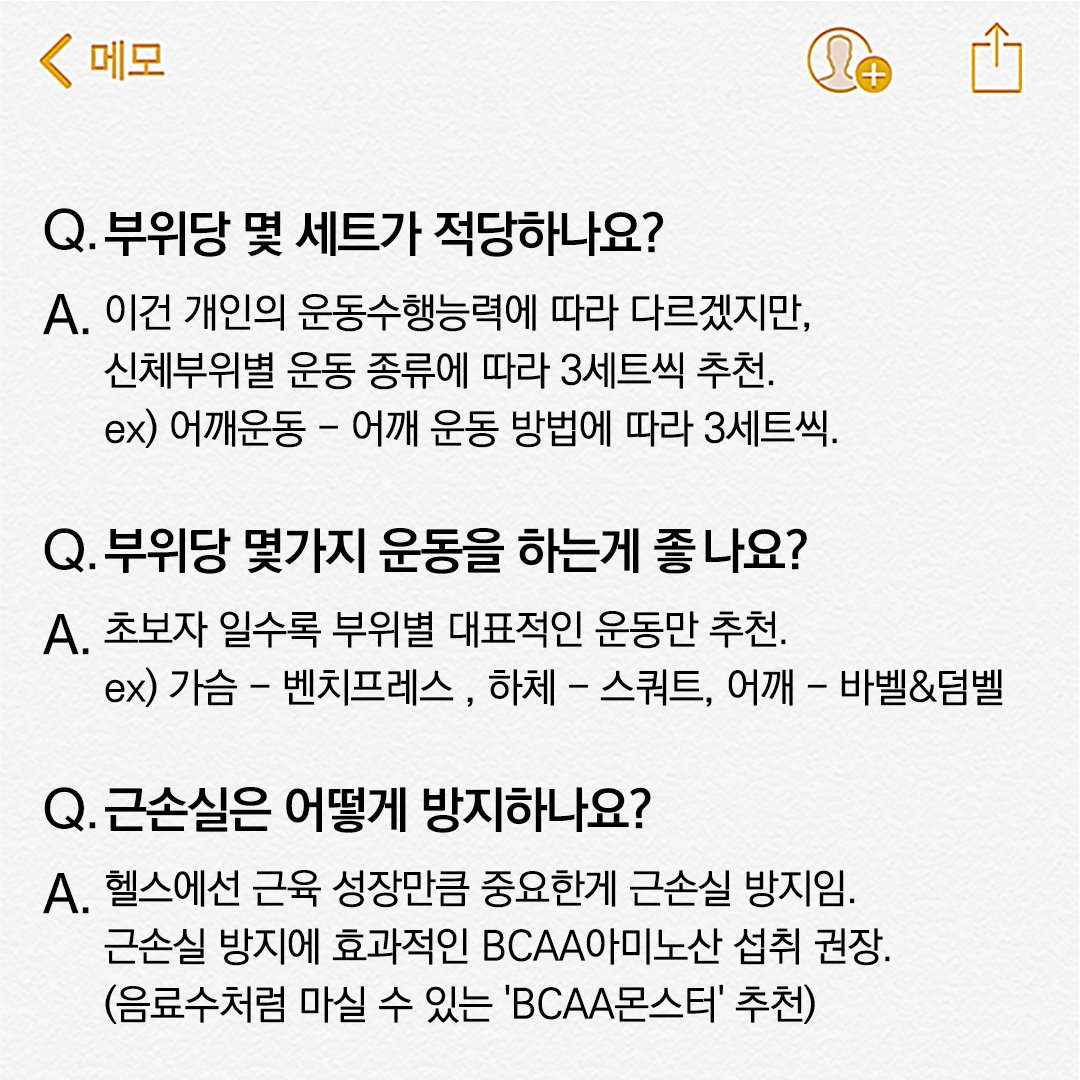 메모
Q. 부위당 몇 세트가 적당하나요?
A. 이건 개인의 운동수행능력에 따라 다르겠지만,
신체부위별 운동 종류에 따라 3세트씩 추천.
ex) 어깨운동 – 어깨 운동 방법에 따라 3세트씩.
Q. 부위당 몇가지 운동을 하는게 좋나요?
A. 초보자 일수록 부위별 대표적인 운동만 추천.
ex) 가슴 – 벤치프레스 , 하체 – 스쿼트, 어깨 – 바벨&덤벨
Q. 근손실은 어떻게 방지하나요?
A. 헬스에선 근육 성장만큼 중요한게 근손실 방지임.
근손실 방지에 효과적인 BCAA아미노산 섭취 권장.
(음료수처럼 마실 수 있는 'BCAA몬스터' 추천)